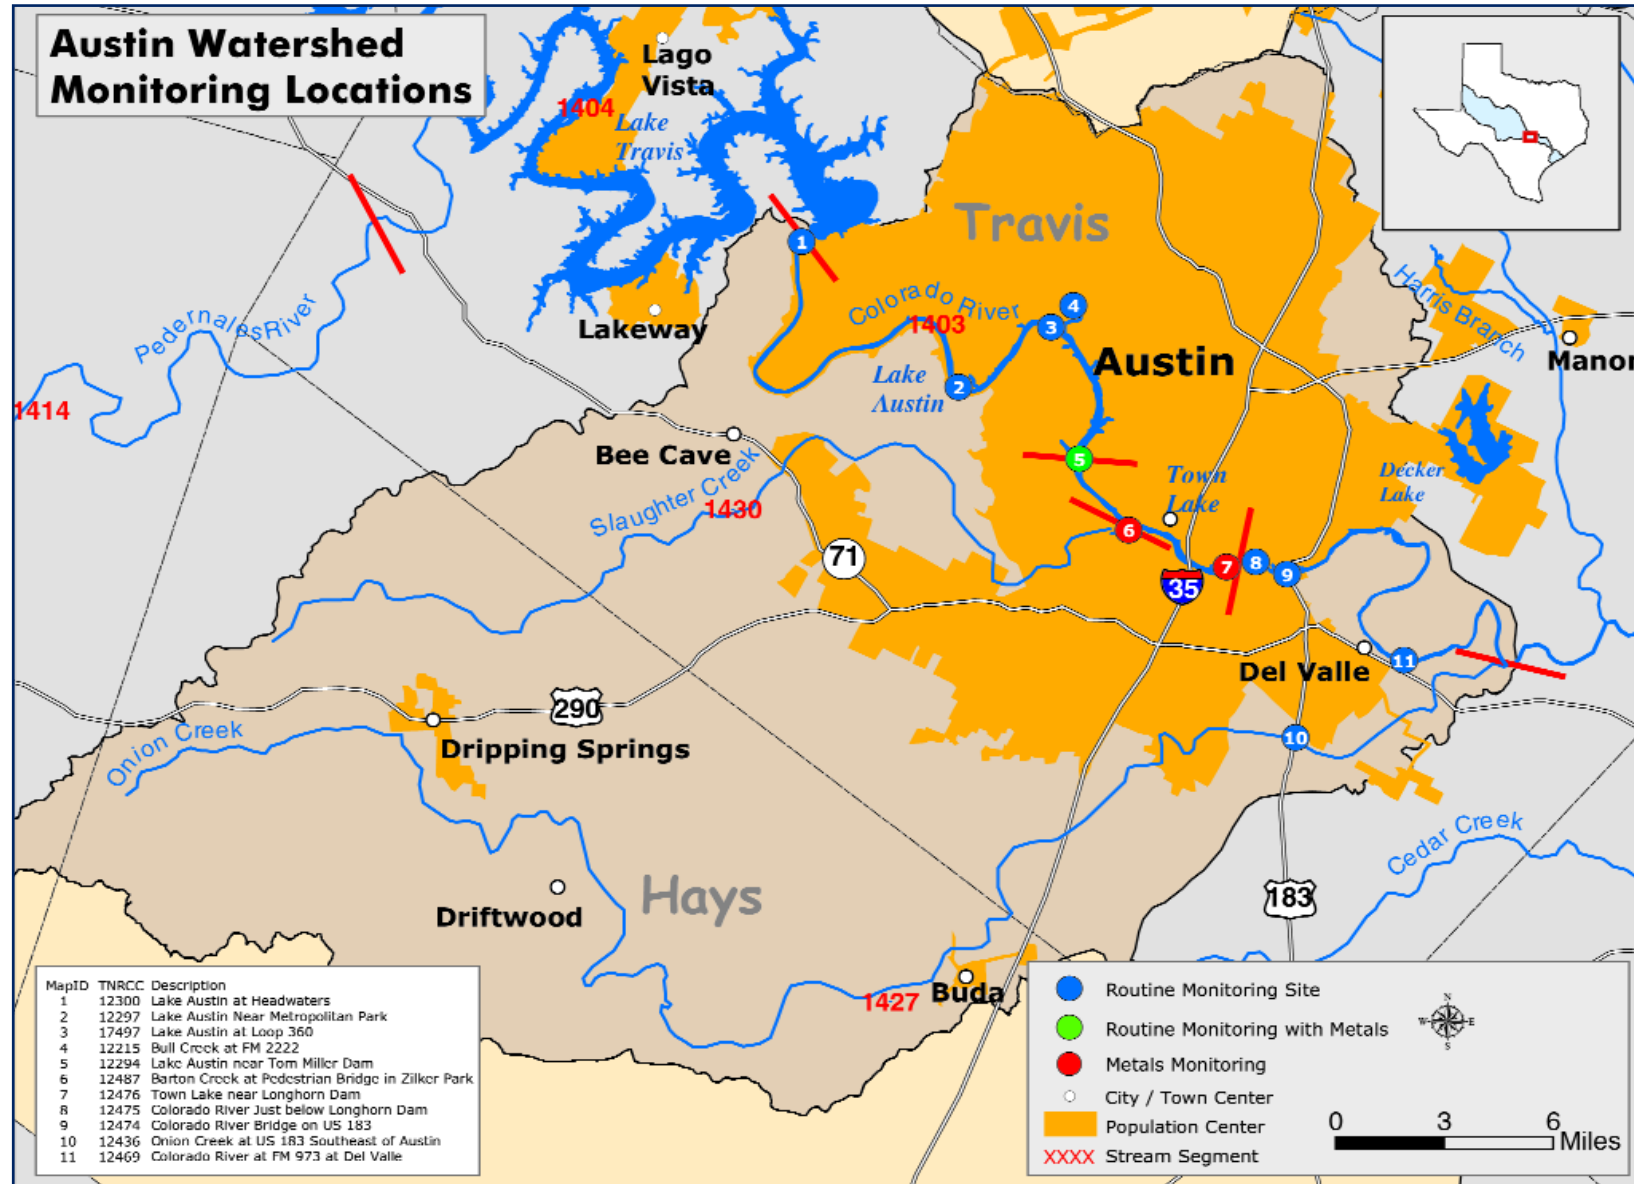 Austin Watershed
Monitoring Locations
Lago
Vista
1404
Lake
Travis
Travis
1
Colorado River
1403
4
3
Pedernales River
Lakeway
Austin
Harris Branch
Manor
Lake
Austin
2
1414
Bee Cave
Slaughter Creek
1430
5
Town
Lake
Decker
Lake
6
71
7
8
9
35
Del Valle
11
290
Onion Creek
Dripping Springs
10
Cedar Creek
183
Hays
Driftwood
1427
Buda
MapID TNRCC Description
1 12300 Lake Austin at Headwaters
2 12297 Lake Austin Near Metropolitan Park
3 17497 Lake Austin at Loop 360
4 12215 Bull Creek at FM 2222
5 12294 Lake Austin near Tom Miller Dam
6 12487 Barton Creek at Pedestrian Bridge in Zilker Park
7 12476 Town Lake near Longhorn Dam
8 12475 Colorado River Just below Longhorn Dam
9 12474 Colorado River Bridge on US 183
10 12436 Onion Creek at US 183 Southeast of Austin
11 12469 Colorado River at FM 973 at Del Valle
Routine Monitoring Site
Routine Monitoring with Metals
Metals Monitoring
City / Town Center
Population Center
XXXX Stream Segment
N
W E
S
0 3 6
Miles